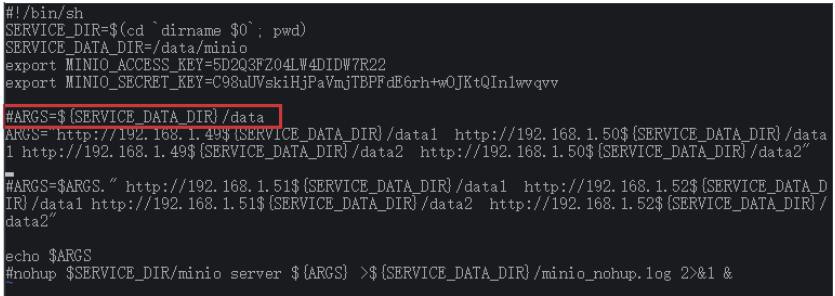 #!/bin/sh
SERVICE_DIR=$(cd `dirname $0`; pwd)
SERVICE_DATA_DIR=/data/minio
export MINIO_ACCESS_KEY=5D2Q3FZ04LW4DIDW7R22
export MINIO_SECRET_KEY=C98uUVskiHjPaVmjTBPFdE6rh+wOJKtQIn1wvqvv
#ARGS=${SERVICE_DATA_DIR}/data
ARGS="http://192.168.1.49${SERVICE_DATA_DIR}/data1 http://192.168.1.50${SERVICE_DATA_DIR}/data
1 http://192.168.1.49${SERVICE_DATA_DIR}/data2 http://192.168.1.50${SERVICE_DATA_DIR}/data2"
#ARGS=$ARGS." http://192.168.1.51${SERVICE_DATA_DIR}/data1 http://192.168.1.52${SERVICE_DATA_D
IR}/data1 http://192.168.1.51${SERVICE_DATA_DIR}/data2 http://192.168.1.52${SERVICE_DATA_DIR}/
data2"
echo $ARGS
#nohup $SERVICE_DIR/minio server ${ARGS} >${SERVICE_DATA_DIR}/minio_nohup.log 2>&1 &
~